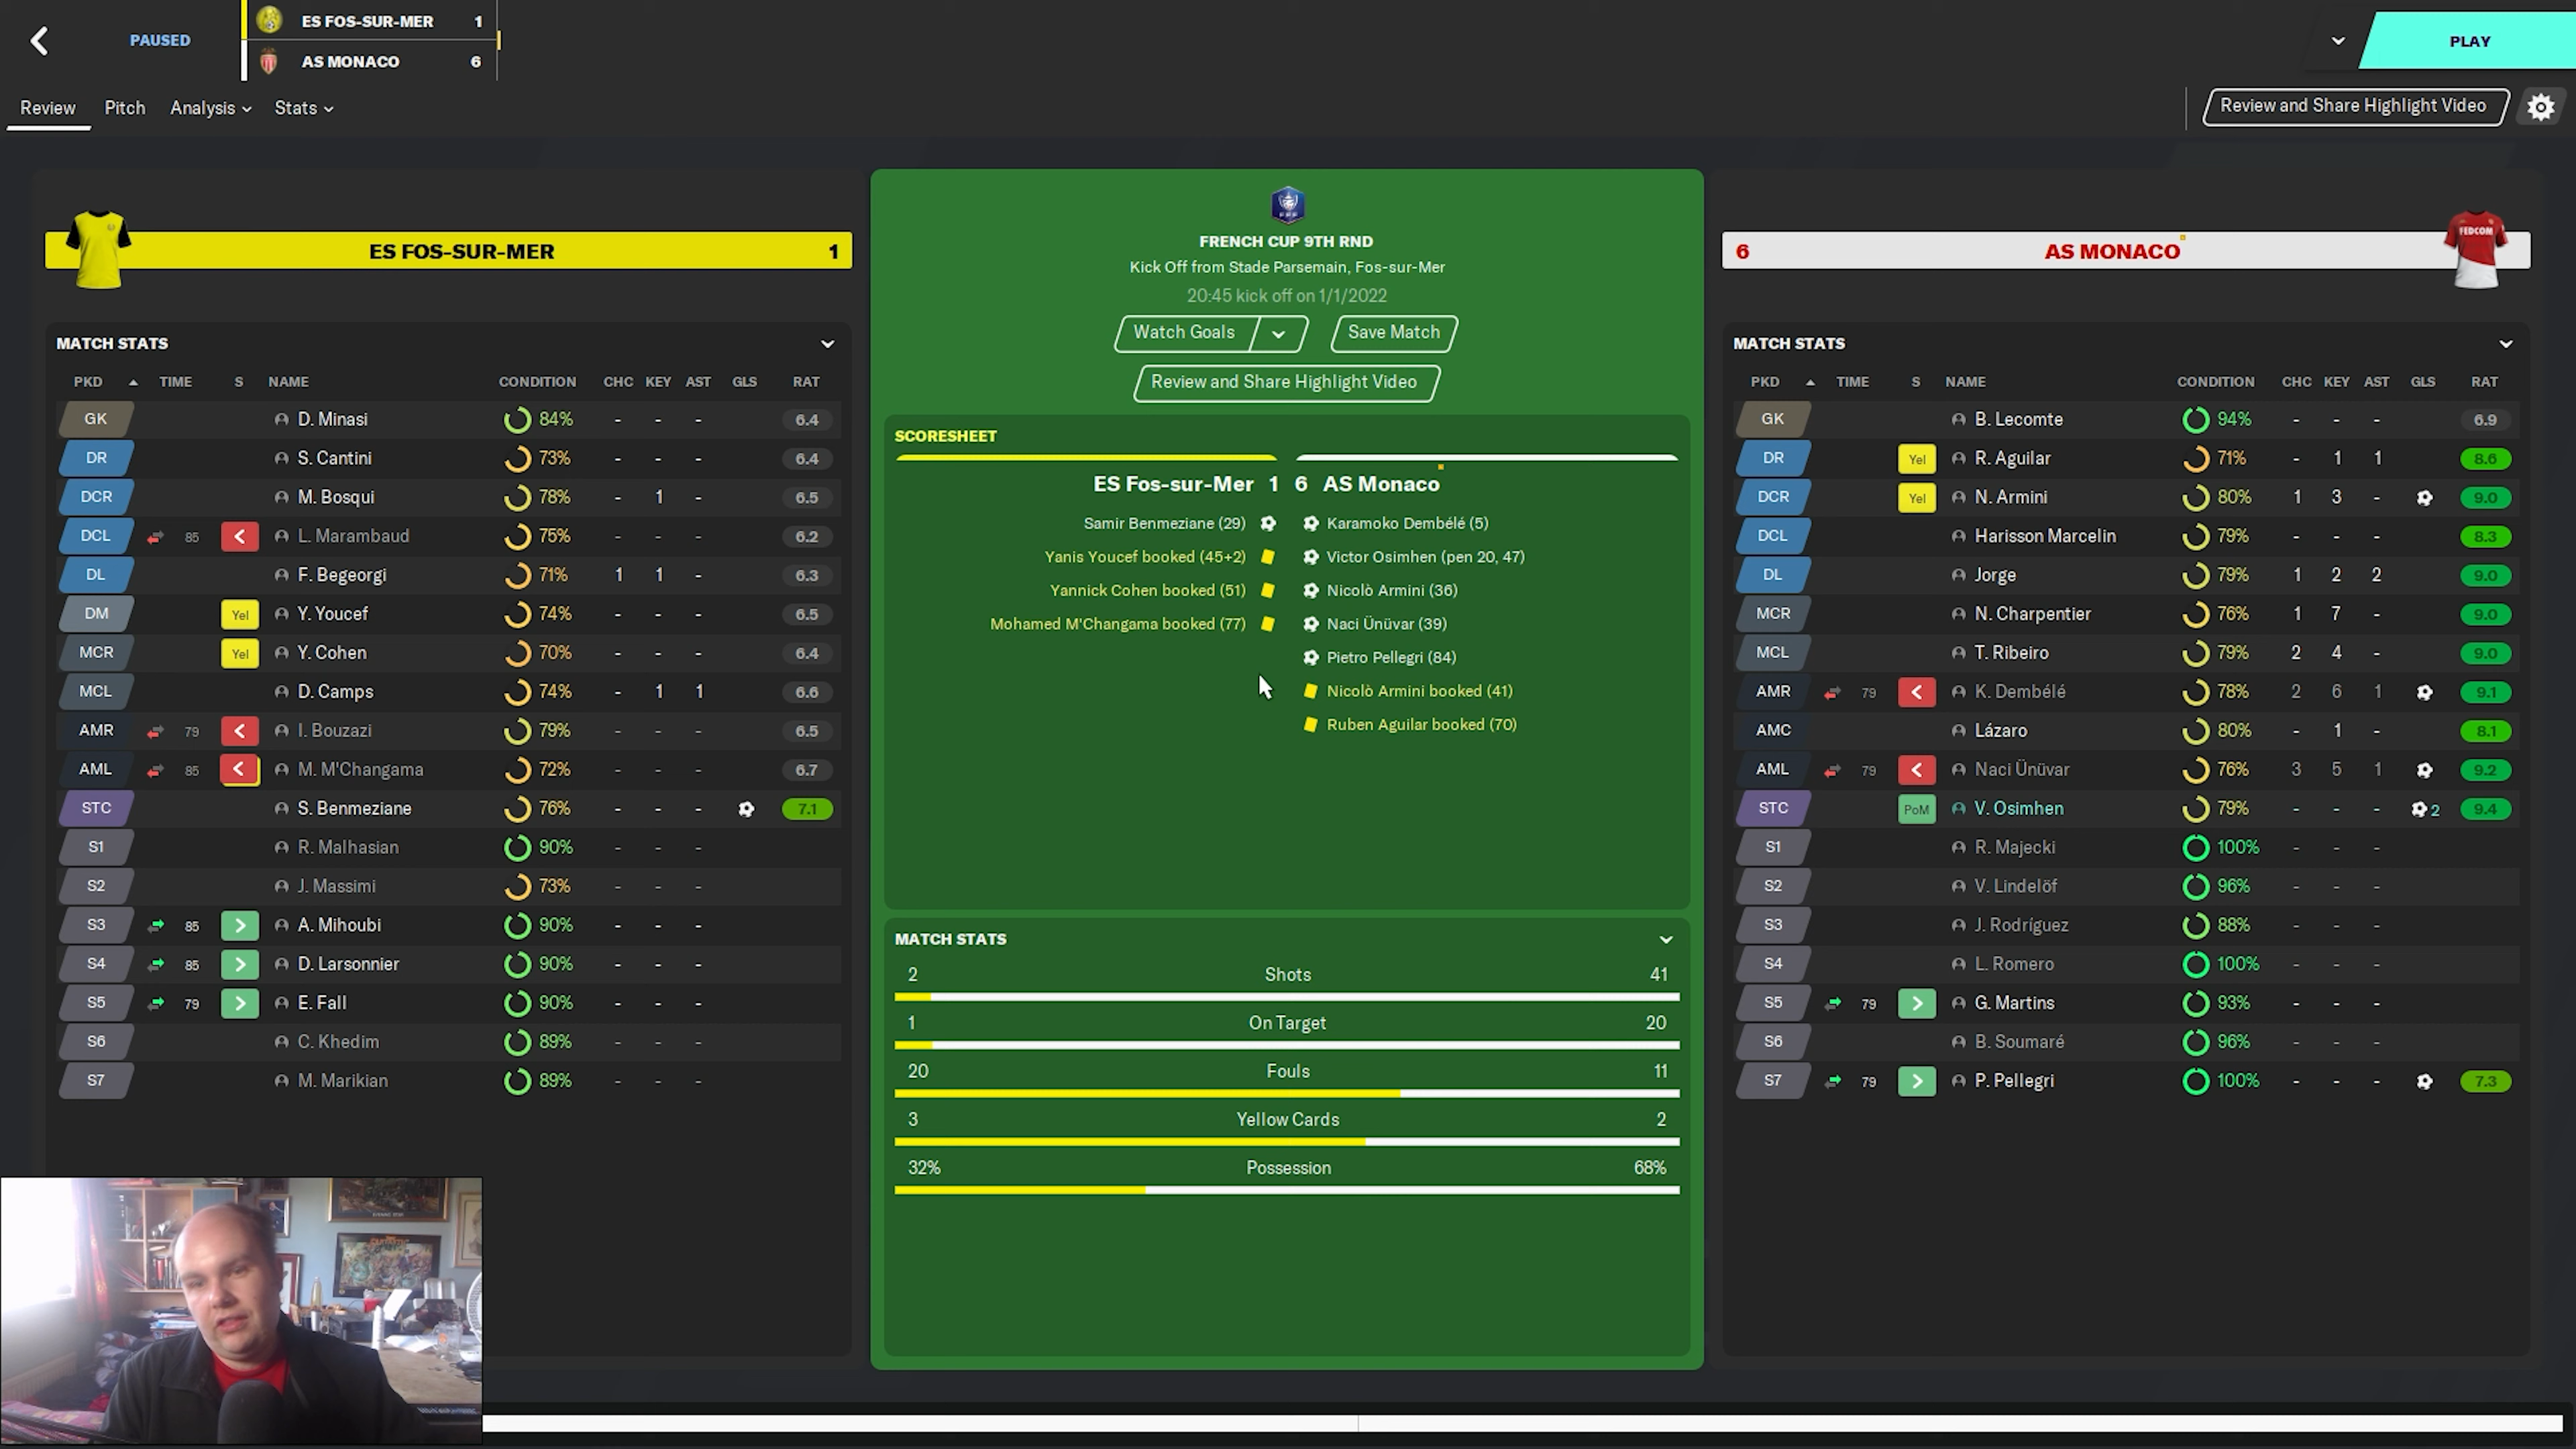 PAUSED
ES FOS-SUR-MER 1
AS MONACO 6
PLAY
Review Pitch Analysis Stats
Review and Share Highlight Video
ES FOS-SUR-MER 1
MATCH STATS
PKD TIME S NAME CONDITION CHC KEY AST GLS RAT
GK D. Minasi 84% - - - 6.4
DR S. Cantini 73% - - - 6.4
DCR M. Bosqui 78% - 1 - 6.5
DCL 85 L. Marambaud 75% - - - 6.2
DL F. Begeorgi 71% 1 1 - 6.3
DM Yel Y. Youcef 74% - - - 6.5
MCR Yel Y. Cohen 70% - - - 6.4
MCL D. Camps 74% - 1 1 6.6
AMR 79 I. Bouzazi 79% - - - 6.5
AML 85 M. M'Changama 72% - - - 6.7
STC S. Benmeziane 76% - - - 7.1
S1 R. Malhasian 90% - - -
S2 J. Massimi 73% - - -
S3 85 A. Mihoubi 90% - - -
S4 85 D. Larsonnier 90% - - -
S5 79 E. Fall 90% - - -
S6 C. Khedim 89% - - -
S7 M. Marikian 89% - - -
FRENCH CUP 9TH RND
Kick Off from Stade Parsemain, Fos-sur-Mer
20:45 kick off on 1/1/2022
Watch Goals Save Match
Review and Share Highlight Video
SCORESHEET
ES Fos-sur-Mer 1 6 AS Monaco
Samir Benmeziane (29) Karamoko Dembélé (5)
Yanis Youcef booked (45+2) Victor Osimhen (pen 20, 47)
Yannick Cohen booked (51) Nicolò Armini (36)
Mohamed M'Changama booked (77) Naci Ünüvar (39)
Pietro Pellegri (84)
Nicolò Armini booked (41)
Ruben Aguilar booked (70)
MATCH STATS
2 Shots 41
1 On Target 20
20 Fouls 11
3 Yellow Cards 2
32% Possession 68%
6 AS MONACO
FEDCOM
MATCH STATS
PKD TIME S NAME CONDITION CHC KEY AST GLS RAT
GK B. Lecomte 94% - - - 6.9
DR Yel R. Aguilar 71% - 1 1 8.6
DCR Yel N. Armini 80% 1 3 - 9.0
DCL Harisson Marcelin 79% - - - 8.3
DL Jorge 79% 1 2 2 9.0
MCR N. Charpentier 76% 1 7 - 9.0
MCL T. Ribeiro 79% 2 4 - 9.0
AMR 79 K. Dembélé 78% 2 6 1 9.1
AMC Lázaro 80% - 1 - 8.1
AML 79 Naci Ünüvar 76% 3 5 1 9.2
STC PoM V. Osimhen 79% - - - 2 9.4
S1 R. Majecki 100% - - -
S2 V. Lindelöf 96% - - -
S3 J. Rodríguez 88% - - -
S4 L. Romero 100% - - -
S5 79 G. Martins 93% - - -
S6 B. Soumaré 96% - - -
S7 79 P. Pellegri 100% - - - 7.3